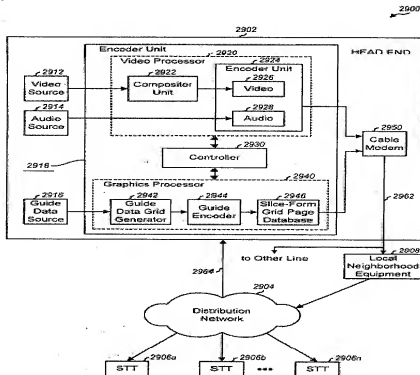 2900
2902
Encoder Unit
2920
HEAD END
Video Processor
2924
2912
2922
Encoder Unit
2926
Video Source
Compositor Unit
Video
2914
2928
Audio Source
Audio
2950
2930
Cable Modem
Controller
2918
2940
2962
Graphics Processor
2916
2942
2944
2946
Guide Data Source
Guide Data Grid Generator
Guide Encoder
Slice-Form Grid Page Database
to Other Line
2908
2964
Local Neighborhood Equipment
2904
Distribution Network
2906a
2906b
2906n
STT
STT
•••
STT